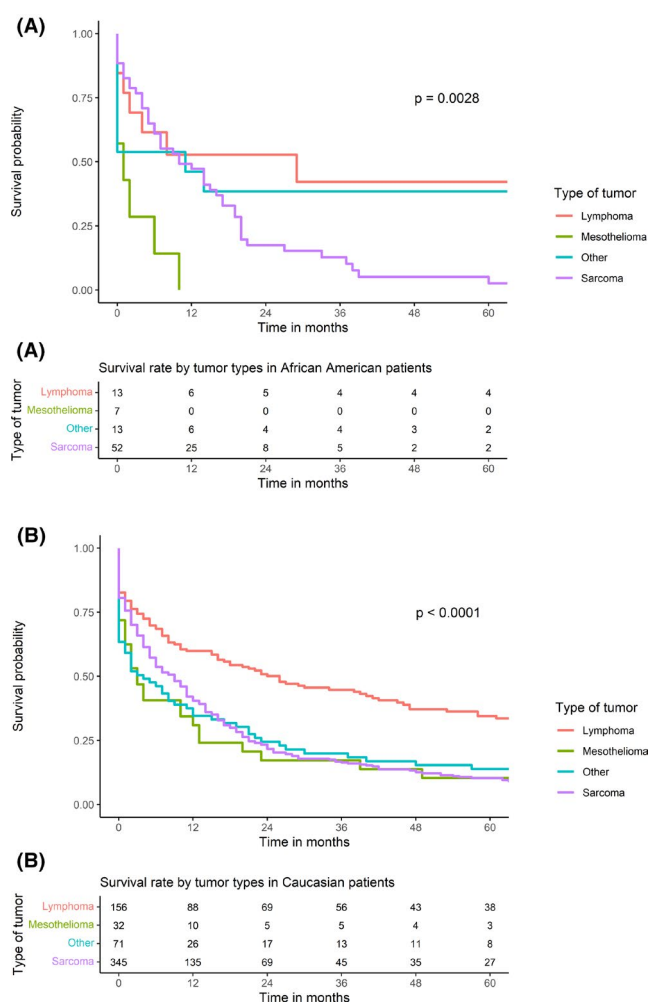 (A)
1.00
0.75
0.50
0.25
0.00
Survival probability
p = 0.0028
0 12 24 36 48 60
Time in months
Type of tumor
Lymphoma
Mesothelioma
Other
Sarcoma
(A)
Survival rate by tumor types in African American patients
Type of tumor
Lymphoma 13 6 5 4 4 4
Mesothelioma 7 0 0 0 0 0
Other 13 6 4 4 3 2
Sarcoma 52 25 8 5 2 2
0 12 24 36 48 60
Time in months
(B)
1.00
0.75
0.50
0.25
0.00
Survival probability
p < 0.0001
0 12 24 36 48 60
Time in months
Type of tumor
Lymphoma
Mesothelioma
Other
Sarcoma
(B)
Survival rate by tumor types in Caucasian patients
Type of tumor
Lymphoma 156 88 69 56 43 38
Mesothelioma 32 10 5 5 4 3
Other 71 26 17 13 11 8
Sarcoma 345 135 69 45 35 27
0 12 24 36 48 60
Time in months